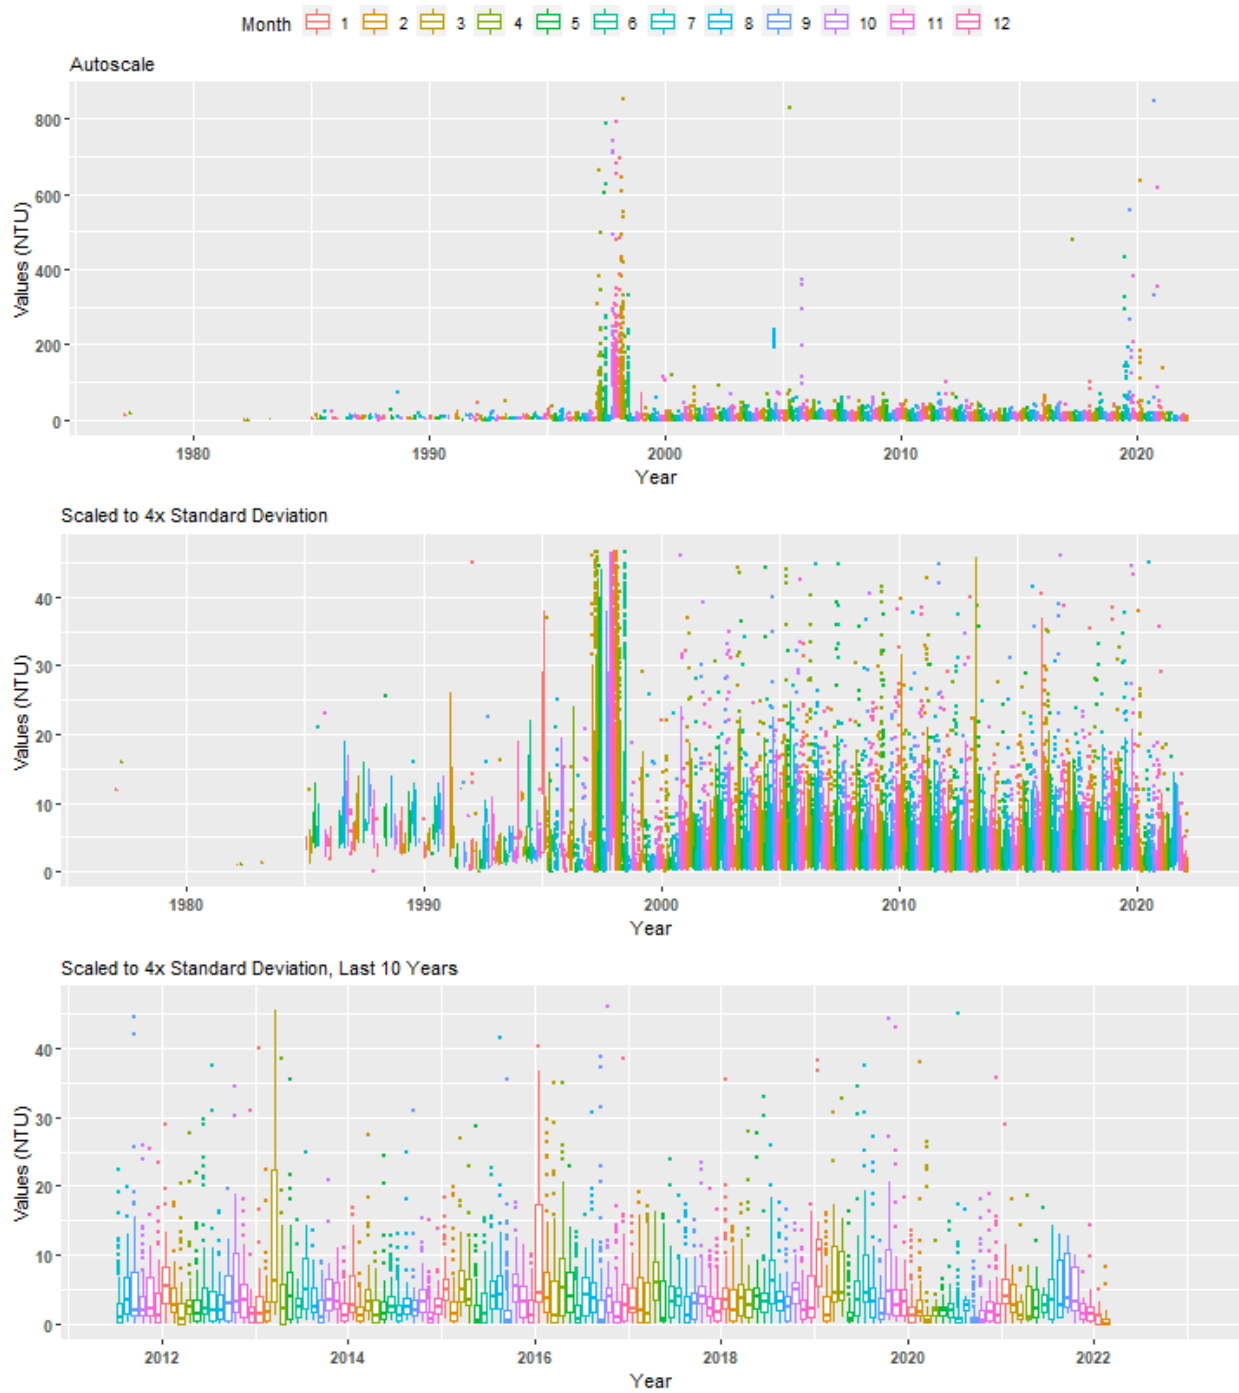 Month 1 2 3 4 5 6 7 8 9 10 11 12
Autoscale
Values (NTU)
800
600
400
200
0
1980 1990 2000 2010 2020
Year
Scaled to 4x Standard Deviation
Values (NTU)
40
30
20
10
0
1980 1990 2000 2010 2020
Year
Scaled to 4x Standard Deviation, Last 10 Years
Values (NTU)
40
30
20
10
0
2012 2014 2016 2018 2020 2022
Year